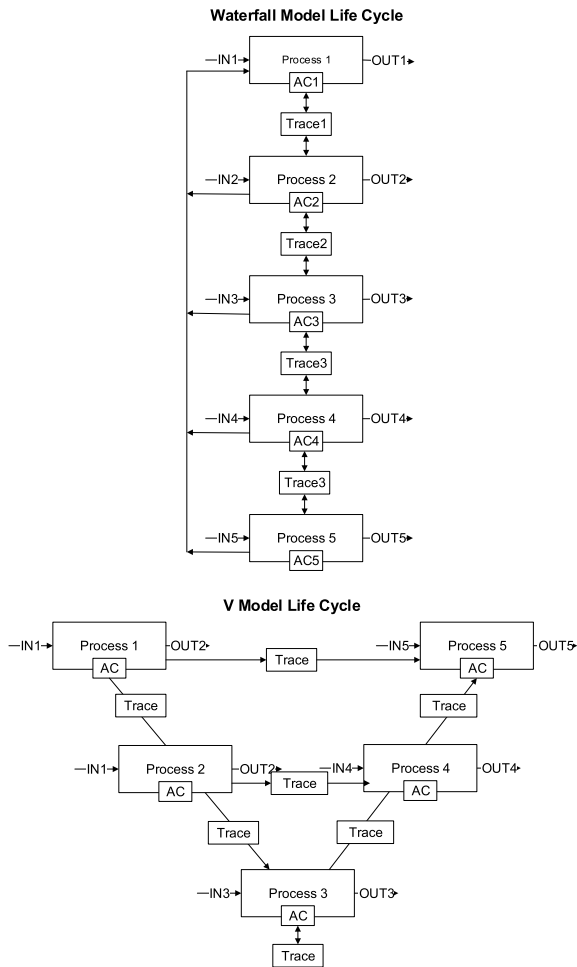 Waterfall Model Life Cycle
IN1 Process 1 OUT1
AC1
Trace1
IN2 Process 2 OUT2
AC2
Trace2
IN3 Process 3 OUT3
AC3
Trace3
IN4 Process 4 OUT4
AC4
Trace3
IN5 Process 5 OUT5
AC5
V Model Life Cycle
IN1 Process 1 OUT2 IN5 Process 5 OUT5
Trace
AC AC
Trace Trace
IN1 Process 2 OUT2 IN4 Process 4 OUT4
Trace
AC AC
Trace Trace
IN3 Process 3 OUT3
AC
Trace